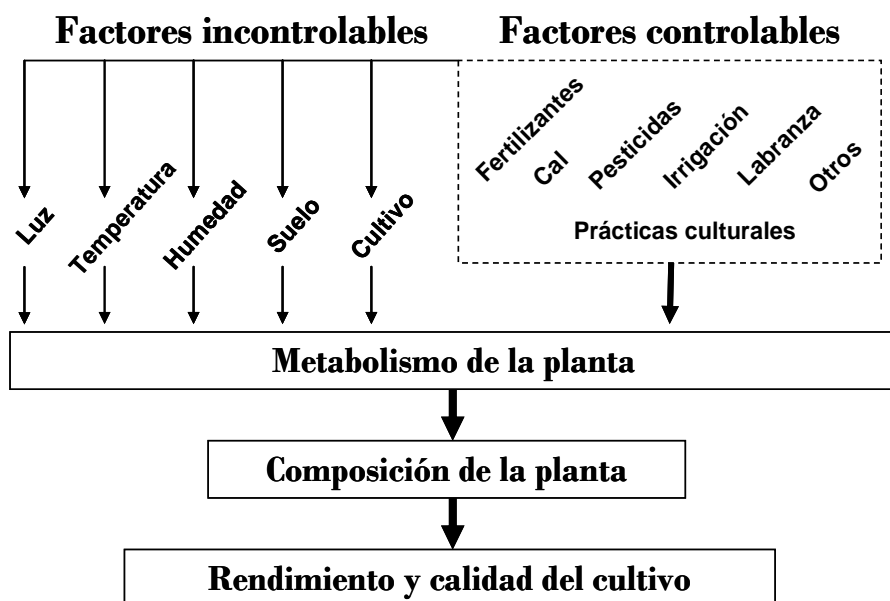 Factores incontrolables
Factores controlables
Luz
Temperatura
Humedad
Suelo
Cultivo
Fertilizantes
Cal
Pesticidas
Irrigación
Labranza
Otros
Prácticas culturales
Metabolismo de la planta
Composición de la planta
Rendimiento y calidad del cultivo